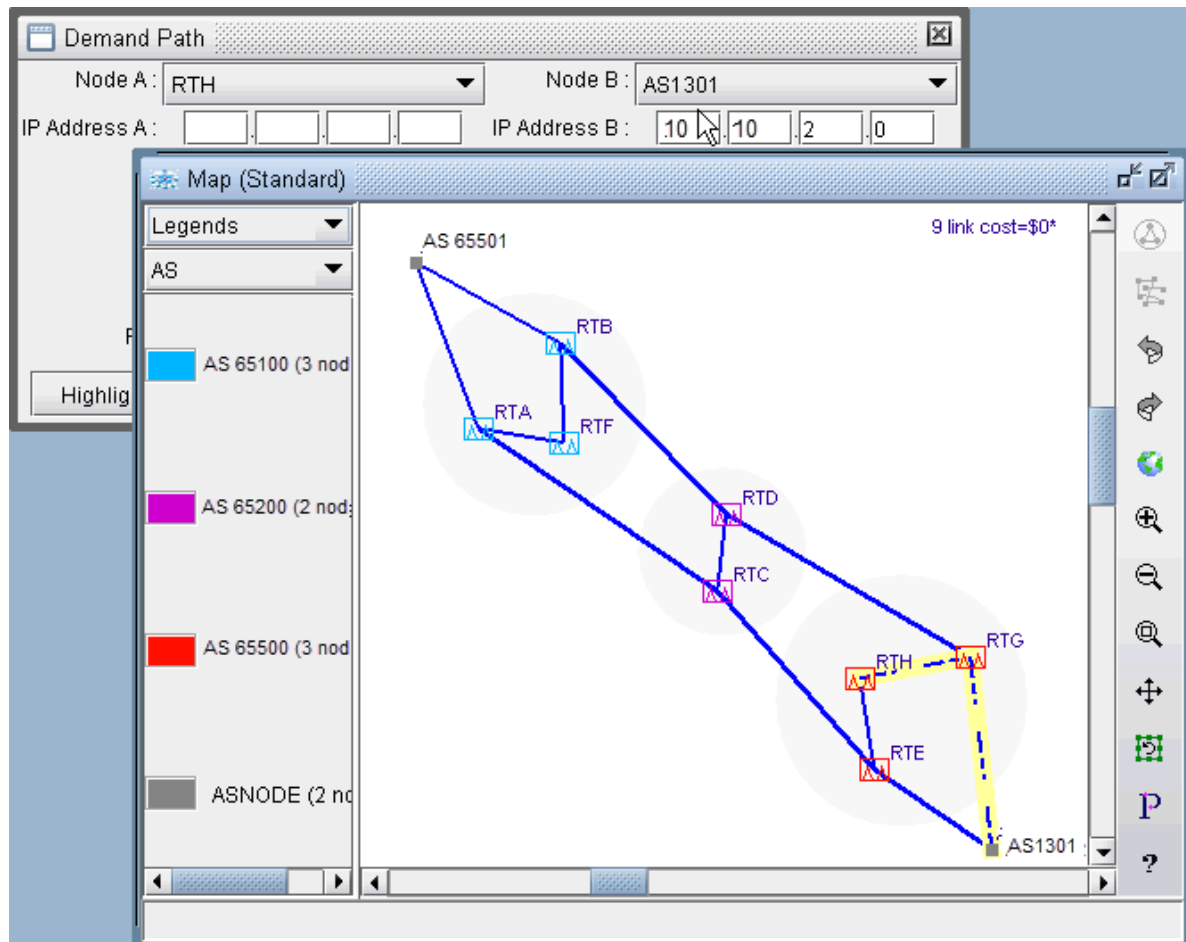 Demand Path
Node A : RTH Node B : AS1301
IP Address A : . . . IP Address B : 10 .10 .2 .0
Map (Standard)
Legends
AS
9 link cost=$0*
AS 65501
RTB
AS 65100 (3 nod
Highlig
RTA
RTF
AS 65200 (2 nod
RTD
RTC
AS 65500 (3 nod
RTG
RTH
RTE
ASNODE (2 no
AS1301
P
?